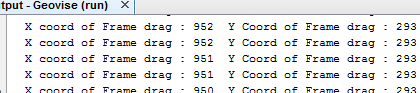 tput - Geovise (run) ×
X coord of Frame drag : 952 Y Coord of Frame drag : 293
X coord of Frame drag : 952 Y Coord of Frame drag : 293
X coord of Frame drag : 951 Y Coord of Frame drag : 293
X coord of Frame drag : 951 Y Coord of Frame drag : 293
X coord of Frame drag : 950 Y Coord of Frame drag : 293